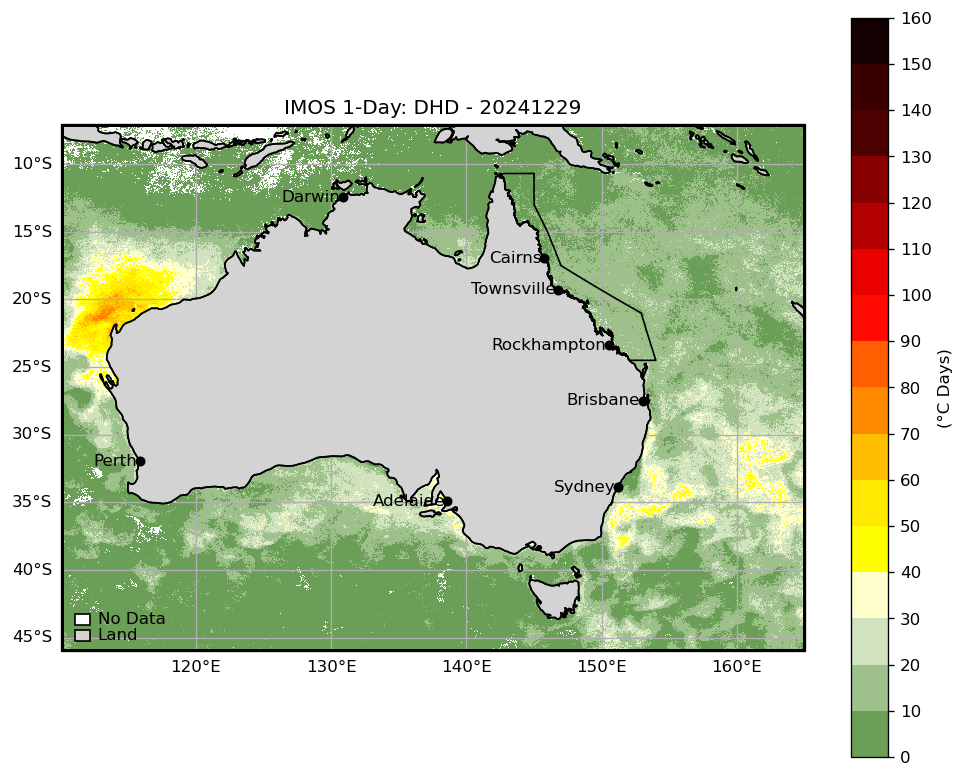 IMOS 1-Day: DHD - 20241229
10°S
15°S
20°S
25°S
30°S
35°S
40°S
45°S
Darwin
Cairns
Townsville
Rockhampton
Brisbane
Perth
Sydney
Adelaide
No Data
Land
120°E 130°E 140°E 150°E 160°E
160
150
140
130
120
110
100
90
80
70
60
50
40
30
20
10
0
(°C Days)